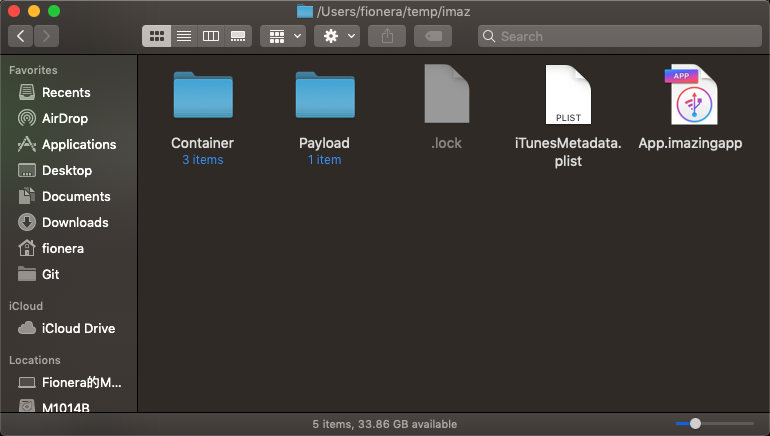 /Users/fionera/temp/imaz
Search
Favorites
Recents
AirDrop
Applications
Desktop
Documents
Downloads
fionera
Git
iCloud
iCloud Drive
Locations
Fionera的M...
M1014B
Container
3 items
Payload
1 item
.lock
PLIST
iTunesMetadata.
plist
APP
App.imazingapp
5 items, 33.86 GB available